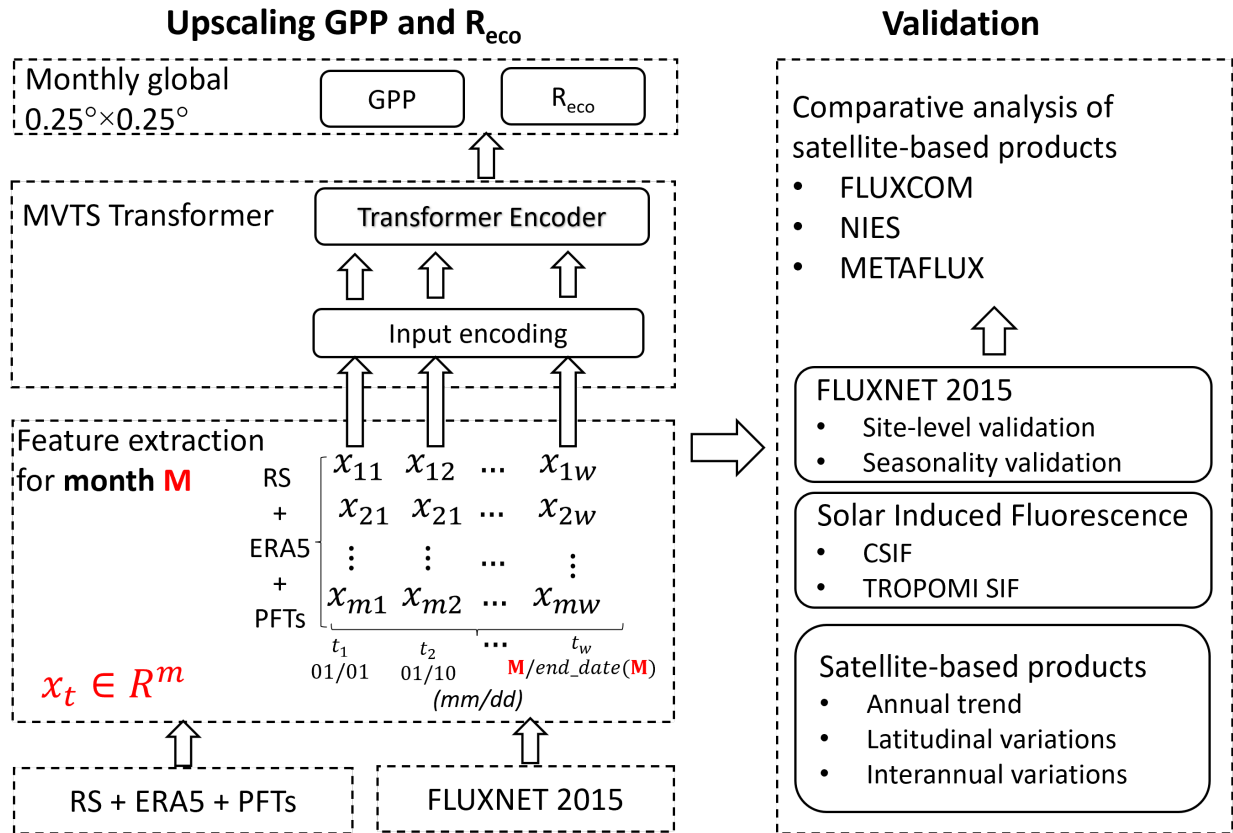 Upscaling GPP and Reco
Monthly global
0.25°×0.25°
GPP
Reco
MVTS Transformer
Transformer Encoder
Input encoding
Feature extraction
for month M
RS
+
ERA5
+
PFTs
x11 x12 ... x1w
x21 x21 ... x2w
⋮ ⋮ ... ⋮
xm1 xm2 ... xmw
t1 t2 ... tw
01/01 01/10 M/end_date(M)
(mm/dd)
xt ∈ R^m
RS + ERA5 + PFTs
FLUXNET 2015
Validation
Comparative analysis of
satellite-based products
• FLUXCOM
• NIES
• METAFLUX
FLUXNET 2015
• Site-level validation
• Seasonality validation
Solar Induced Fluorescence
• CSIF
• TROPOMI SIF
Satellite-based products
• Annual trend
• Latitudinal variations
• Interannual variations